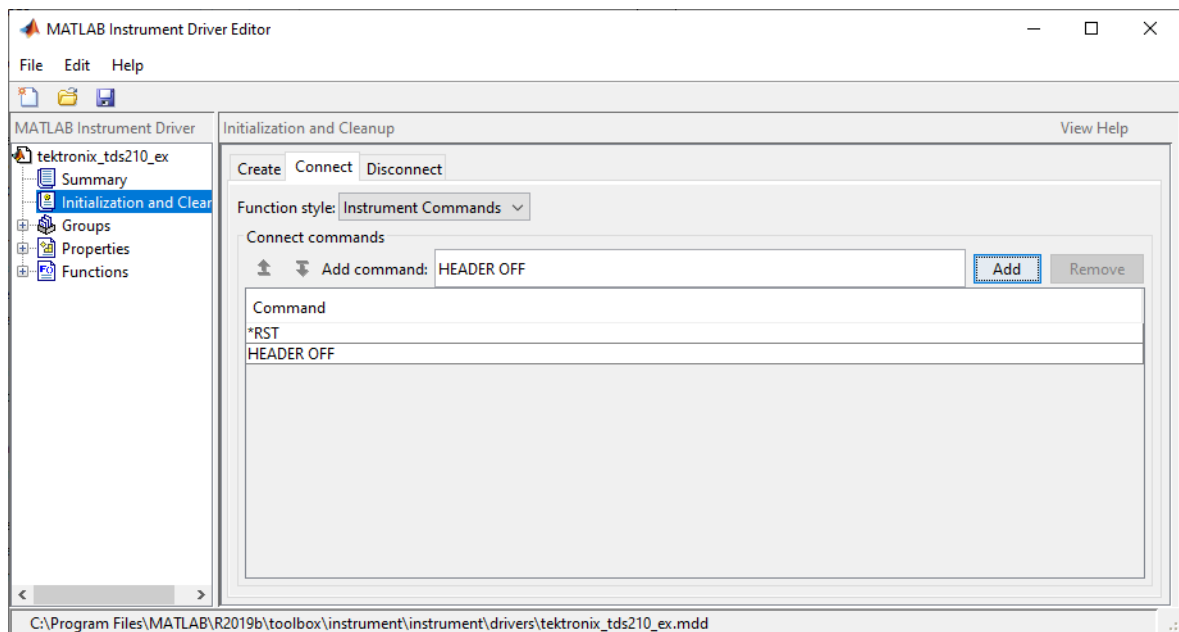 MATLAB Instrument Driver Editor
File Edit Help
MATLAB Instrument Driver
Initialization and Cleanup View Help
tektronix_tds210_ex
Summary
Initialization and Clear
Groups
Properties
Functions
Create Connect Disconnect
Function style: Instrument Commands
Connect commands
Add command: HEADER OFF Add Remove
Command
*RST
HEADER OFF
C:\Program Files\MATLAB\R2019b\toolbox\instrument\instrument\drivers\tektronix_tds210_ex.mdd